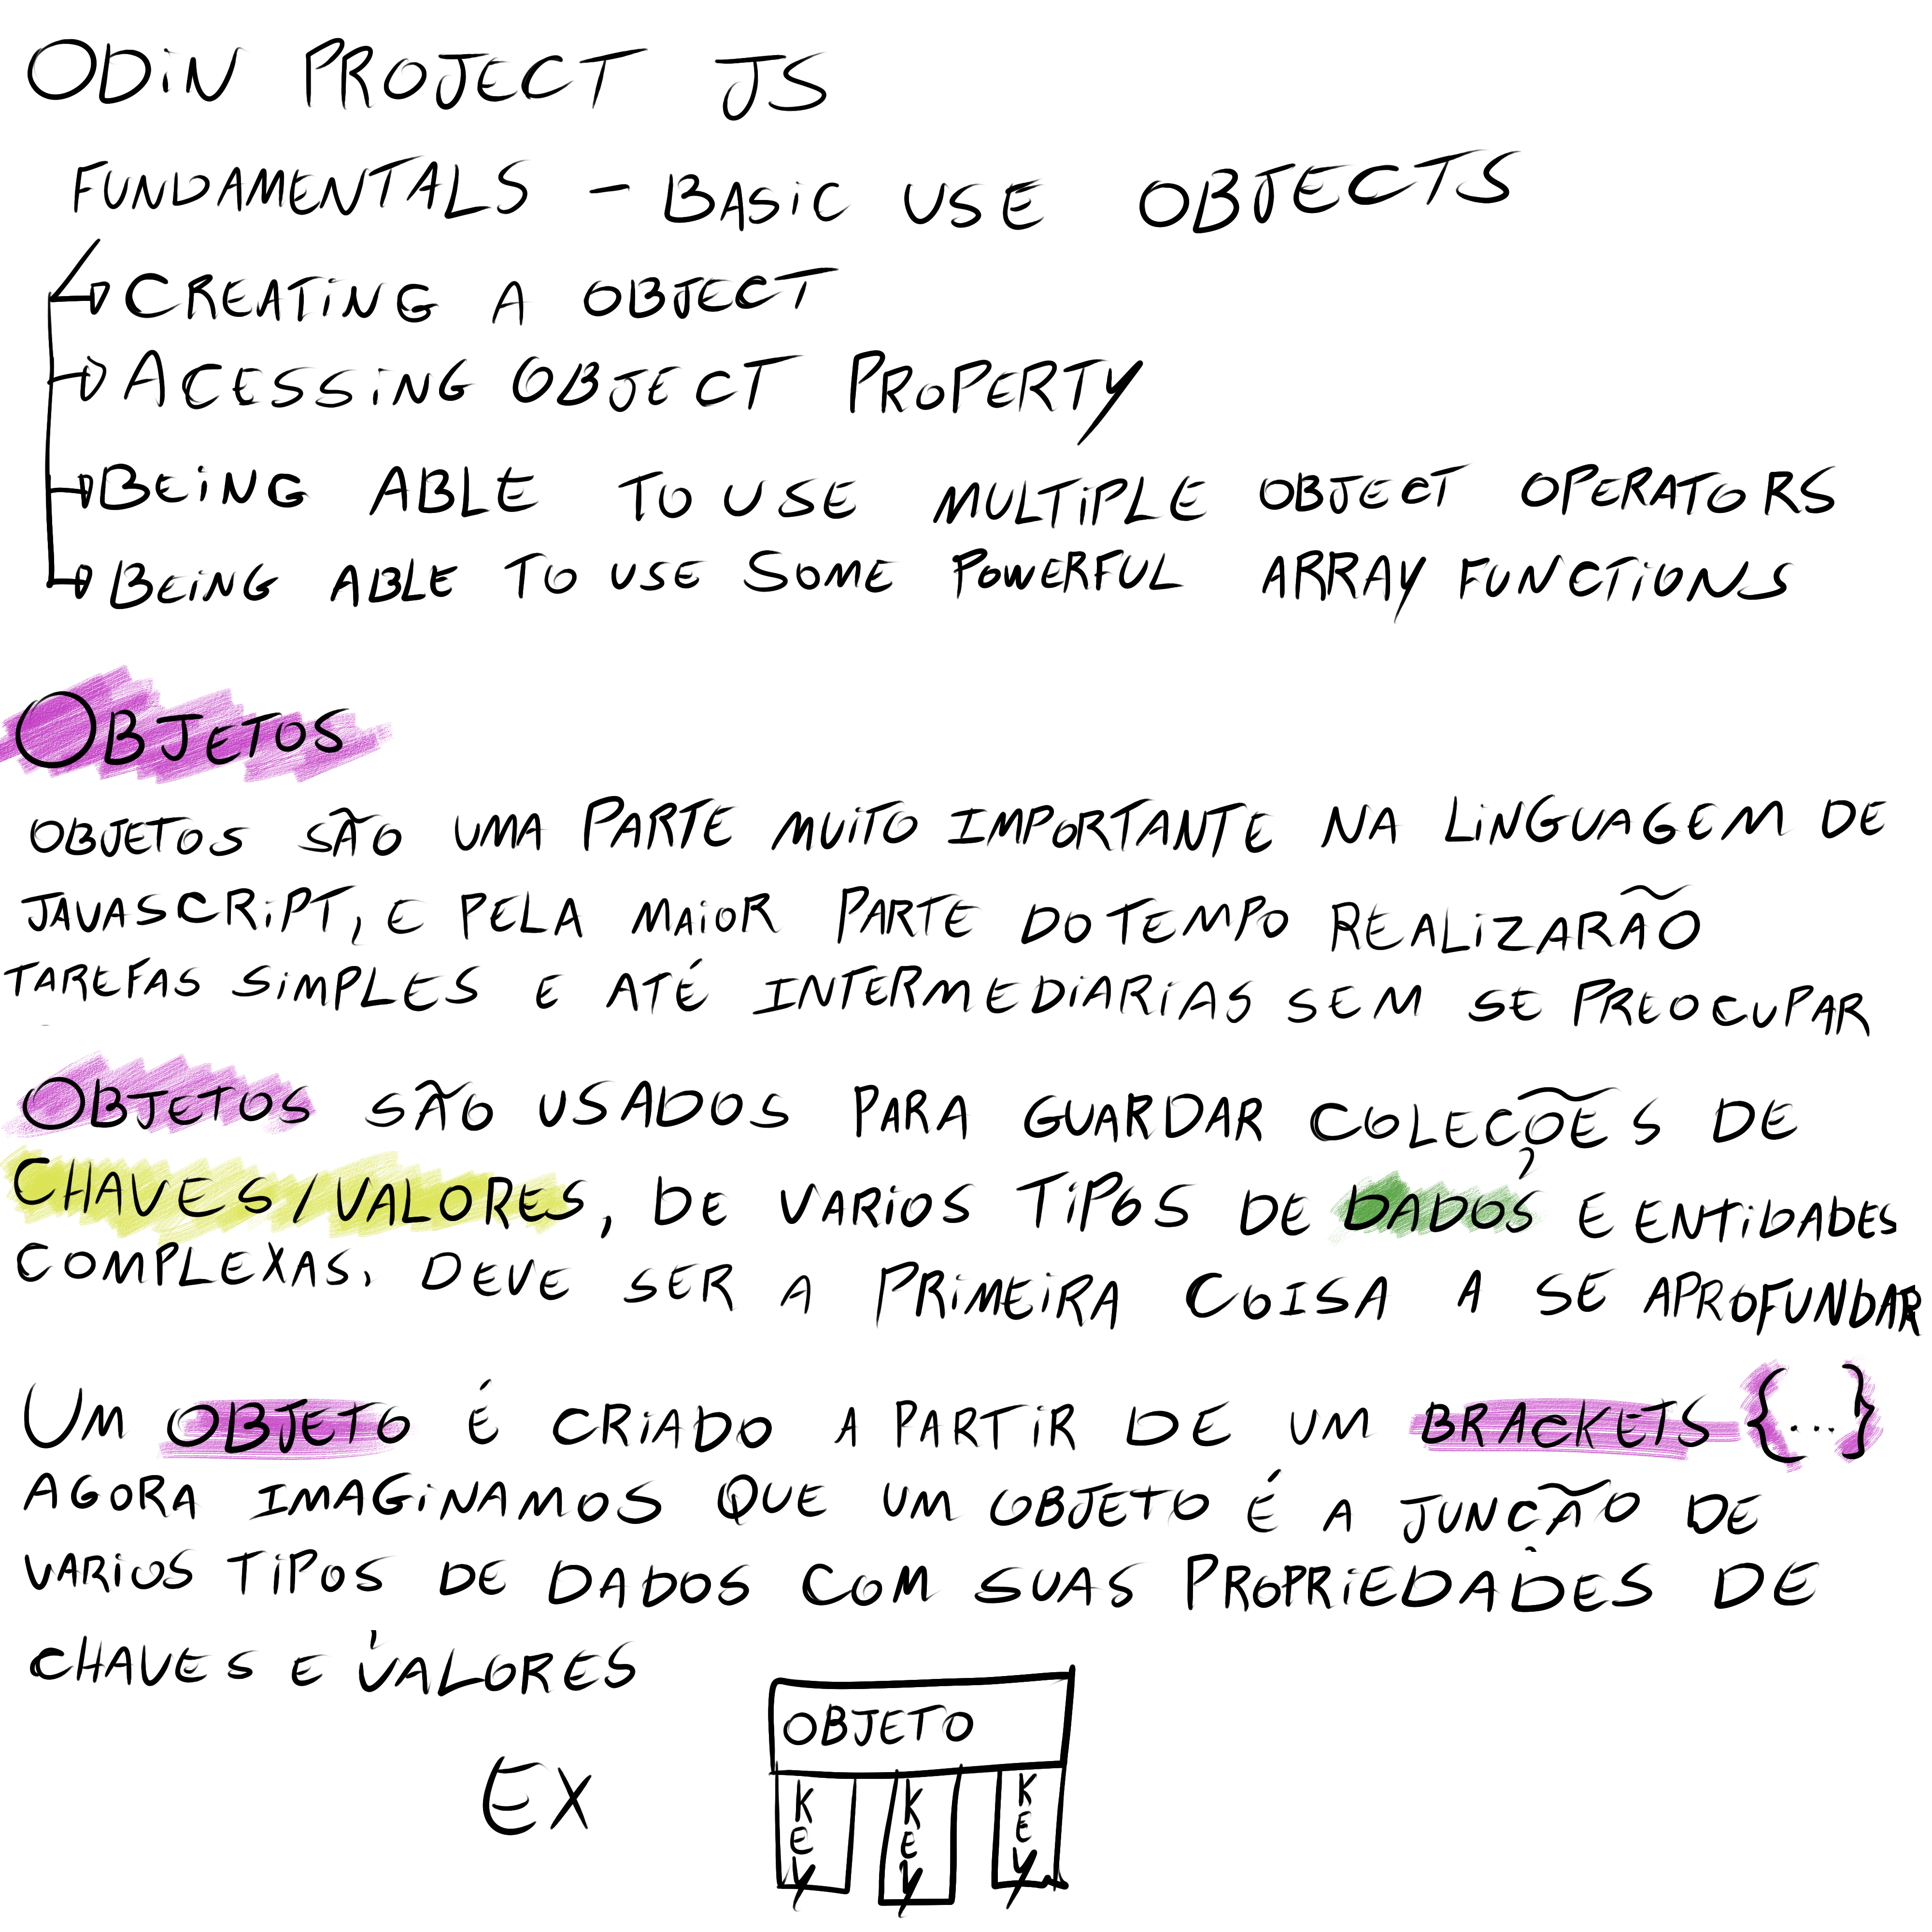 ODiN PROJECT JS
FUNDAMENTALS - BASIC USE OBJECTS
CREATING A OBJECT
ACESSING OBJECT PROPERTY
BEING ABLE TO USE MULTIPLE OBJECT OPERATORS
BEING ABLE TO USE SOME POWERFUL ARRAY FUNCTIONS
OBJETOS
OBJETOS SÃO UMA PARTE MUITO IMPORTANTE NA LINGUAGEM DE
JAVASCRIPT, E PELA MAIOR PARTE DO TEMPO REALIZARÃO
TAREFAS SIMPLES E ATÉ INTERMEDIARIAS SEM SE PREOCUPAR
OBJETOS SÃO USADOS PARA GUARDAR COLEÇÕES DE
CHAVES/VALORES, DE VARIOS TIPOS DE DADOS E ENTIDADES
COMPLEXAS. DEVE SER A PRIMEIRA COISA A SE APROFUNDAR
UM OBJETO É CRIADO A PARTIR DE UM BRACKETS {...}
AGORA IMAGINAMOS QUE UM OBJETO É A JUNÇÃO DE
VARIOS TIPOS DE DADOS COM SUAS PROPRIEDADES DE
CHAVES E VALORES
OBJETO
EX
KEY KEY KEY